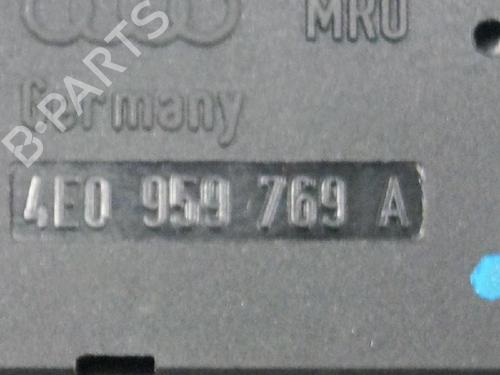 MRU
Germany
4E0 959 769 A
B-PARTS